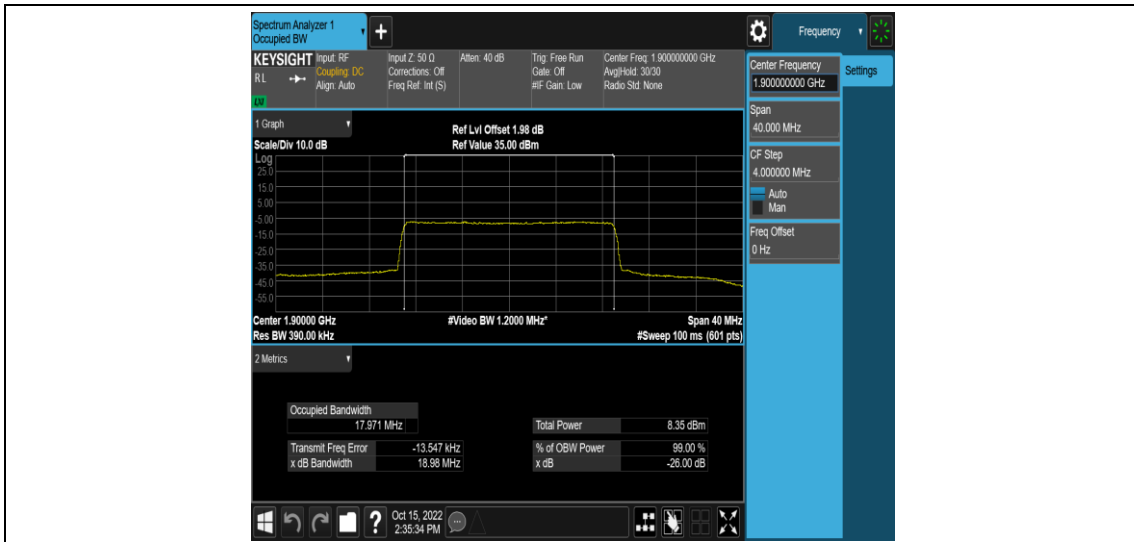 Spectrum Analyzer 1
Occupied BW
+
Frequency
KEYSIGHT
RL
LXI
Input: RF
Coupling: DC
Align: Auto
Input Z: 50 Ω
Corrections: Off
Freq Ref: Int (S)
Atten: 40 dB
Trig: Free Run
Gate: Off
#IF Gain: Low
Center Freq: 1.900000000 GHz
Avg|Hold: 30/30
Radio Std: None
Center Frequency
1.900000000 GHz
Settings
Span
40.000 MHz
CF Step
4.000000 MHz
Auto
Man
Freq Offset
0 Hz
1 Graph
Scale/Div 10.0 dB
Ref Lvl Offset 1.98 dB
Ref Value 35.00 dBm
Log
25.0
15.0
5.00
-5.00
-15.0
-25.0
-35.0
-45.0
-55.0
Center 1.90000 GHz
Res BW 390.00 kHz
#Video BW 1.2000 MHz*
Span 40 MHz
#Sweep 100 ms (601 pts)
2 Metrics
Occupied Bandwidth
17.971 MHz
Transmit Freq Error -13.547 kHz
x dB Bandwidth 18.98 MHz
Total Power 8.35 dBm
% of OBW Power 99.00 %
x dB -26.00 dB
?
Oct 15, 2022
2:35:34 PM